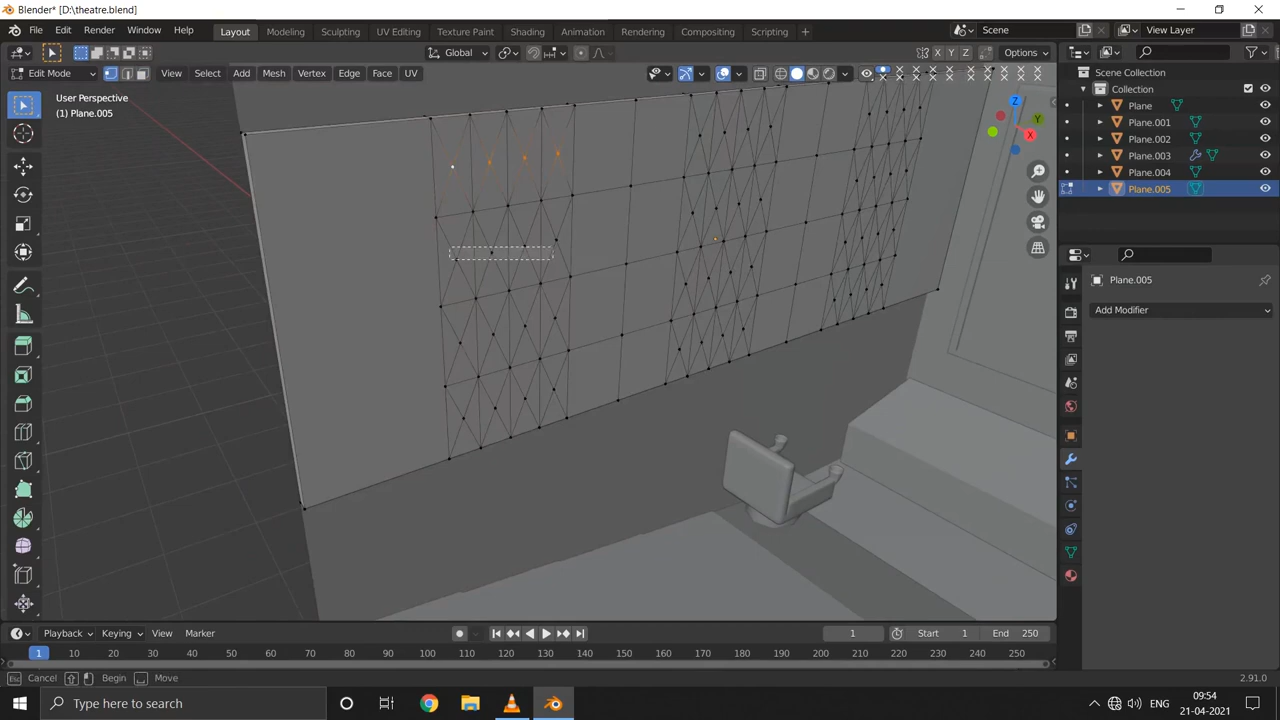 Blender* [D:\theatre.blend]
File Edit Render Window Help Layout Modeling Sculpting UV Editing Texture Paint Shading Animation Rendering Compositing Scripting + Scene View Layer
Global X Y Z Options
Edit Mode View Select Add Mesh Vertex Edge Face UV
User Perspective
(1) Plane.005
Z
Y
X
Scene Collection
Collection
Plane
Plane.001
Plane.002
Plane.003
Plane.004
Plane.005
Plane.005
Add Modifier
Playback Keying View Marker 1 Start 1 End 250
1 10 20 30 40 50 60 70 80 90 100 110 120 130 140 150 160 170 180 190 200 210 220 230 240 250
Cancel Begin Move 2.91.0
Type here to search ENG 09:54
21-04-2021